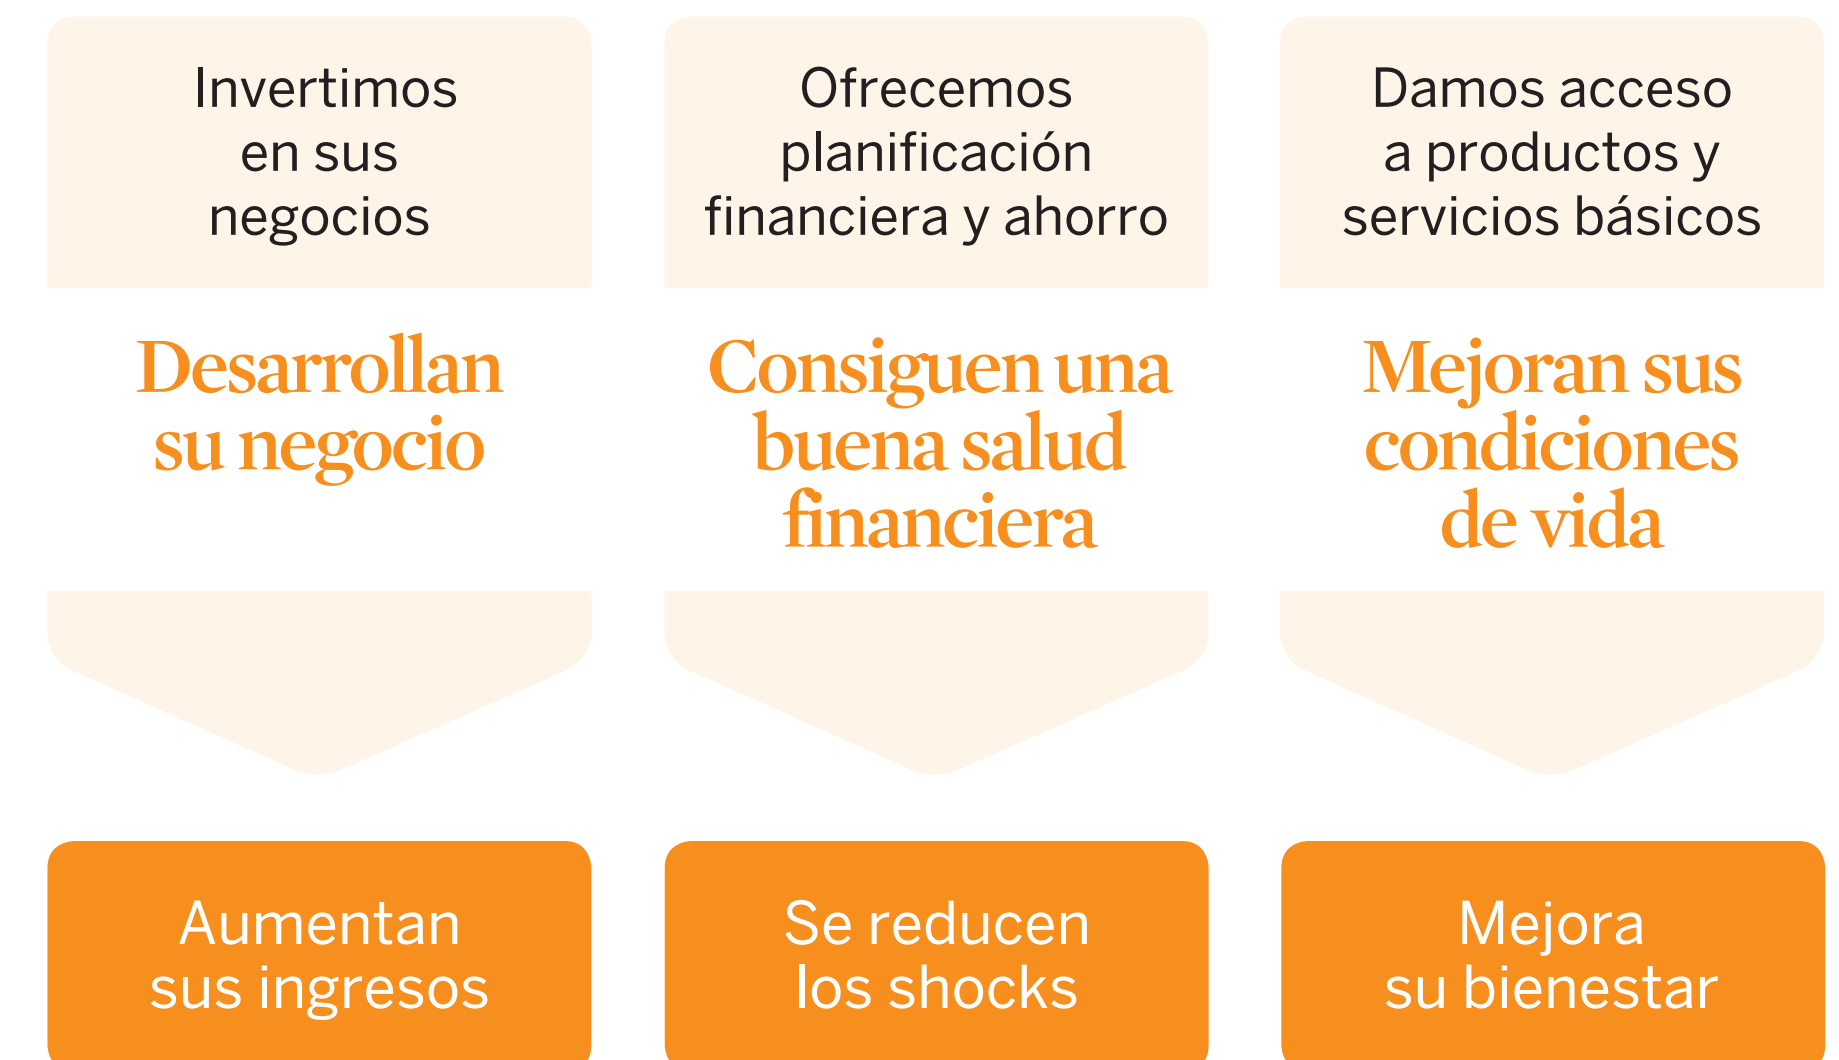 Invertimos
en sus
negocios
Desarrollan
su negocio
Aumentan
sus ingresos
Ofrecemos
planificación
financiera y ahorro
Consiguen una
buena salud
financiera
Se reducen
los shocks
Damos acceso
a productos y
servicios básicos
Mejoran sus
condiciones
de vida
Mejora
su bienestar